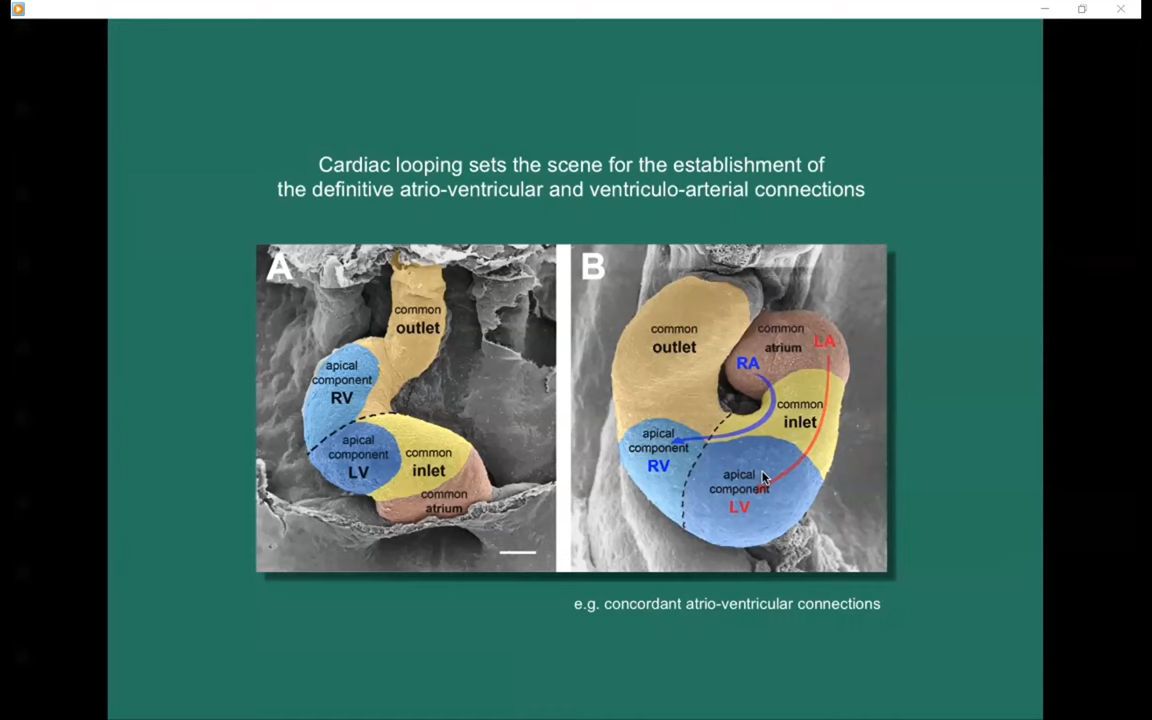 Cardiac looping sets the scene for the establishment of
the definitive atrio-ventricular and ventriculo-arterial connections
A
common
outlet
apical
component
RV
apical
component
LV
common
inlet
common
atrium
B
common
outlet
common
atrium
LA
RA
common
inlet
apical
component
RV
apical
component
LV
e.g. concordant atrio-ventricular connections